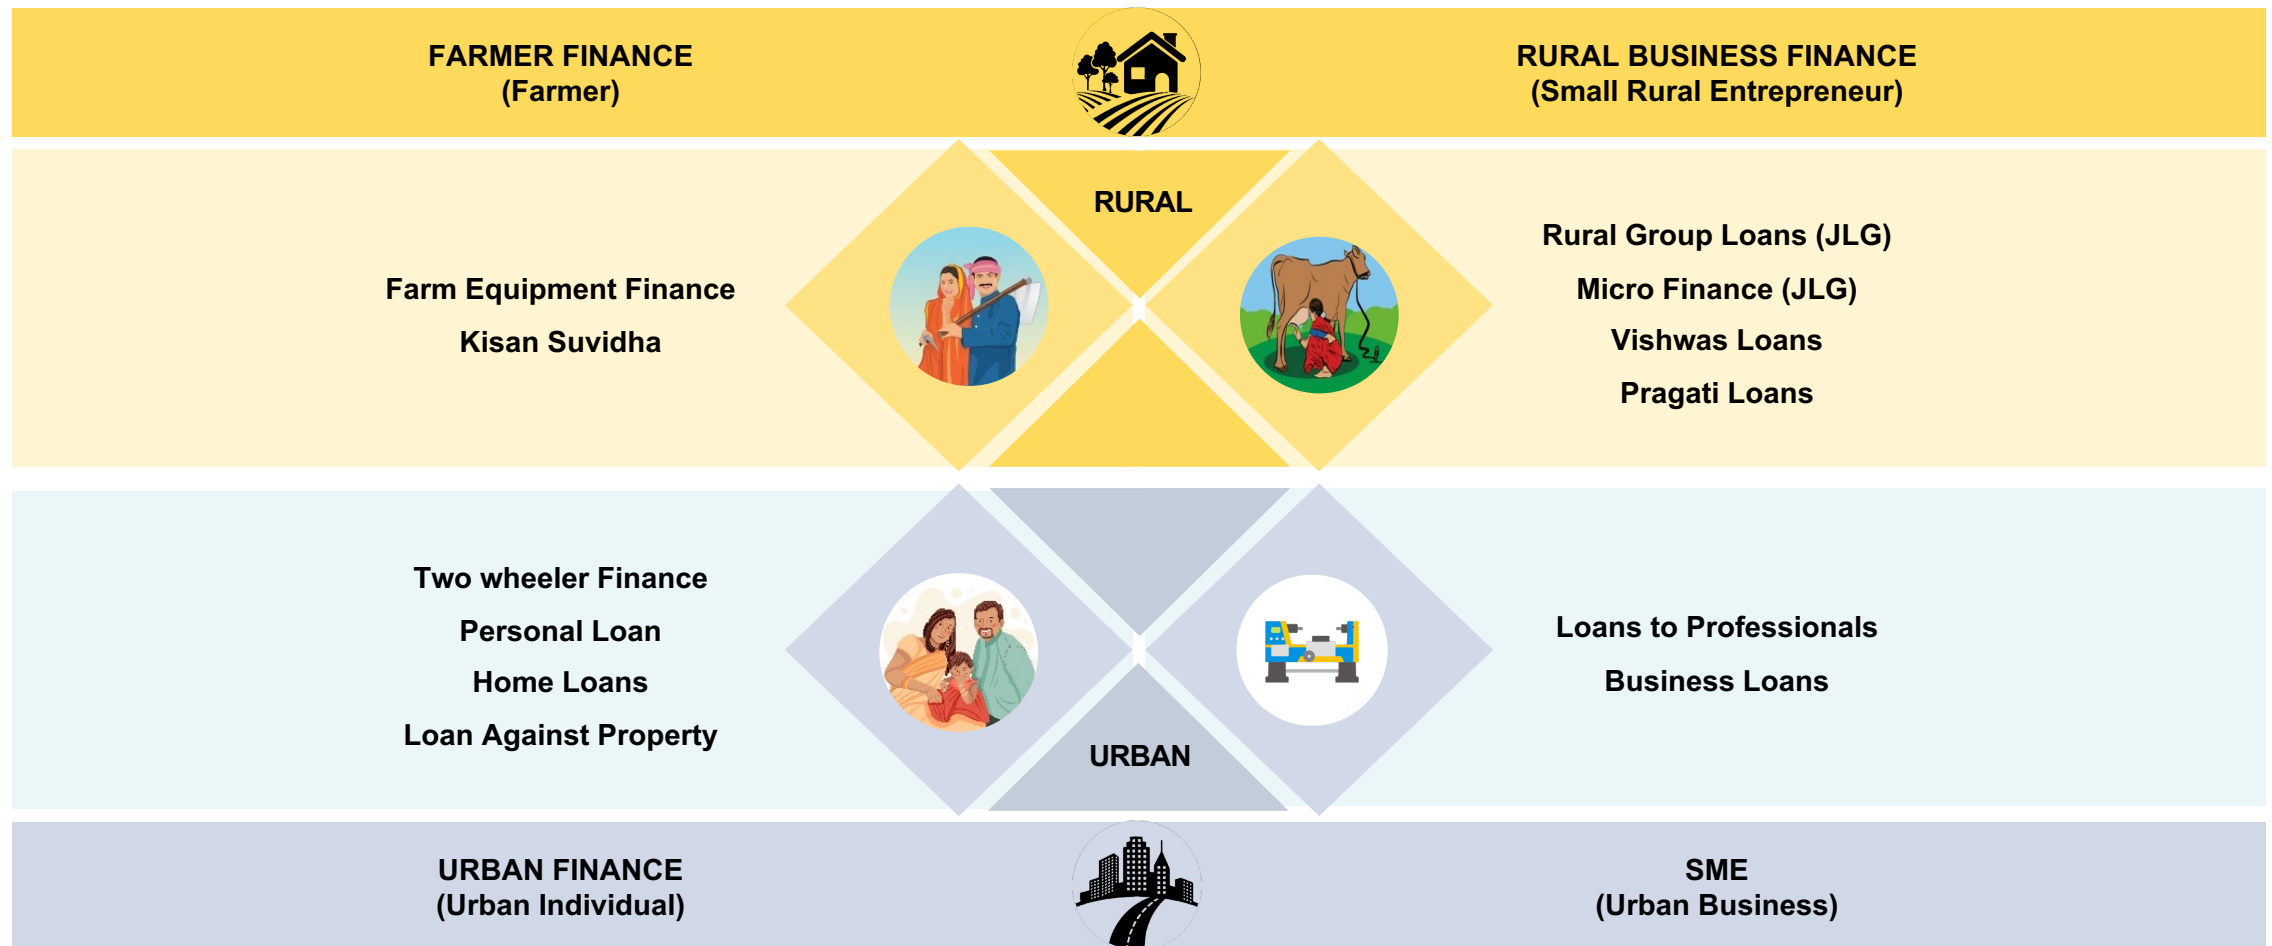 FARMER FINANCE
(Farmer)
RURAL BUSINESS FINANCE
(Small Rural Entrepreneur)
RURAL
Farm Equipment Finance
Kisan Suvidha
Rural Group Loans (JLG)
Micro Finance (JLG)
Vishwas Loans
Pragati Loans
Two wheeler Finance
Personal Loan
Home Loans
Loan Against Property
Loans to Professionals
Business Loans
URBAN
URBAN FINANCE
(Urban Individual)
SME
(Urban Business)